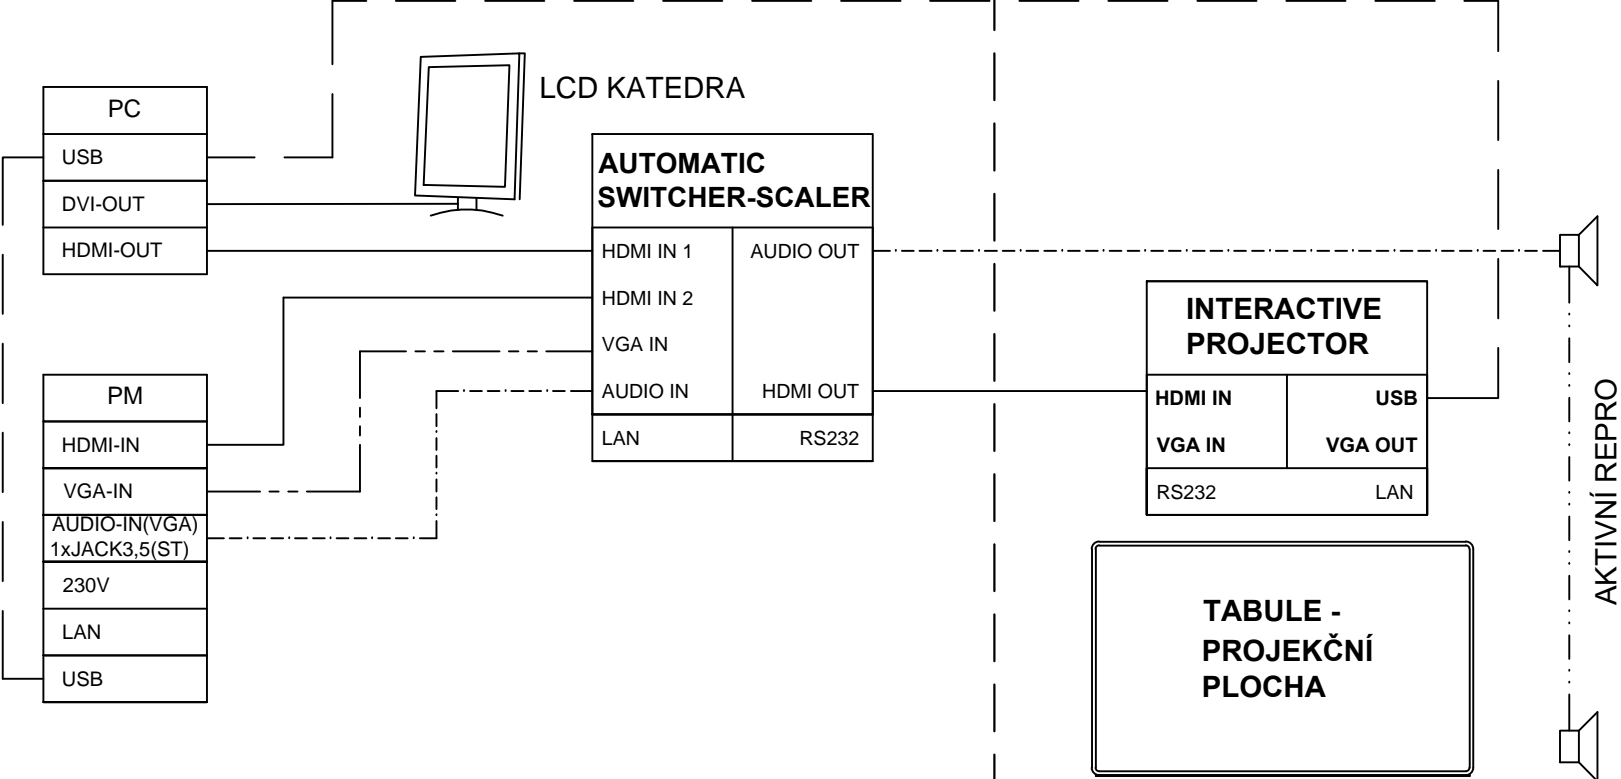 PC
USB
DVI-OUT
HDMI-OUT
LCD KATEDRA
AUTOMATIC
SWITCHER-SCALER
HDMI IN 1
AUDIO OUT
HDMI IN 2
VGA IN
AUDIO IN
HDMI OUT
LAN
RS232
PM
HDMI-IN
VGA-IN
AUDIO-IN(VGA)
1xJACK3,5(ST)
230V
LAN
USB
INTERACTIVE
PROJECTOR
HDMI IN
USB
VGA IN
VGA OUT
RS232
LAN
TABULE -
PROJEKČNÍ
PLOCHA
AKTIVNÍ REPRO